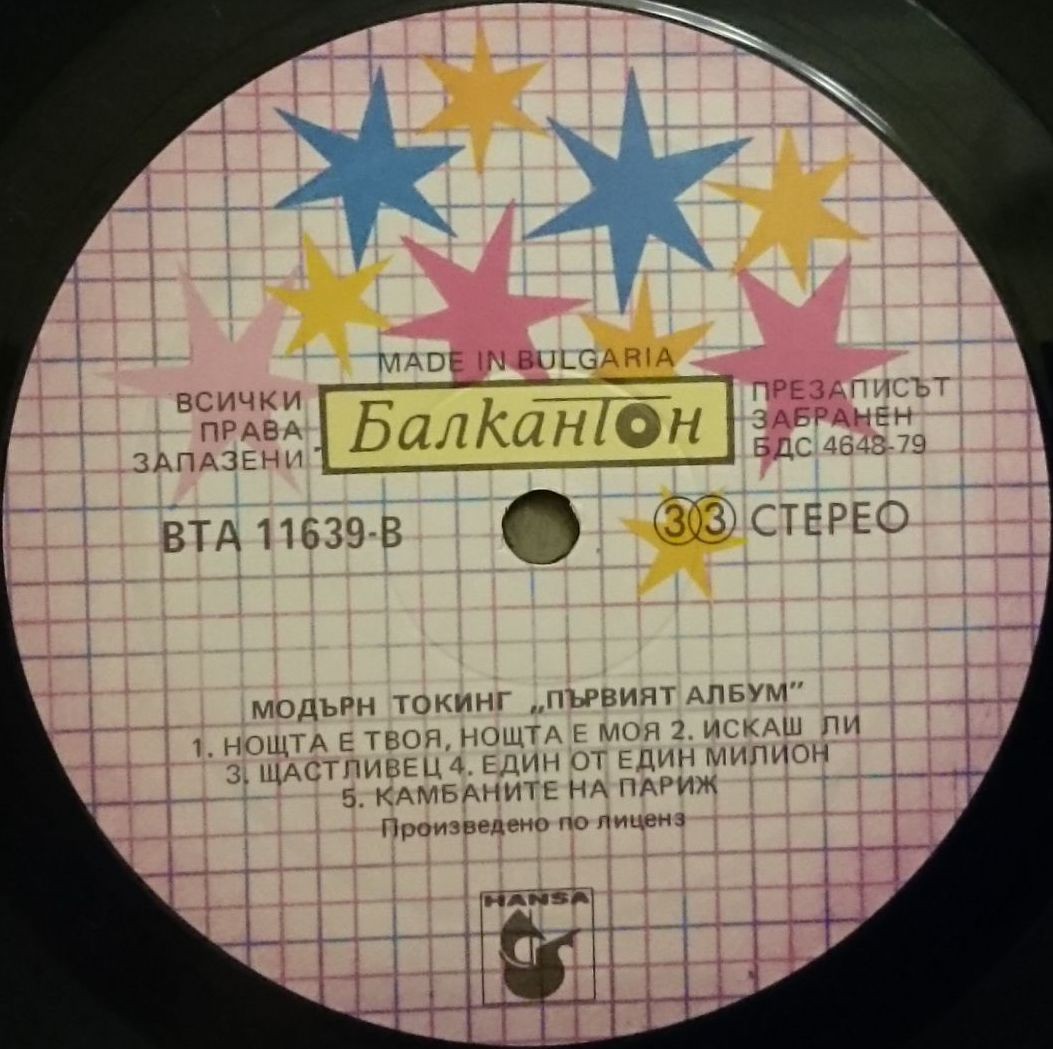 MADE IN BULGARIA
ВСИЧКИ
ПРАВА
ЗАПАЗЕНИ
Балкантон
ПРЕЗАПИСЪТ
ЗАБРАНЕН
БДС 4648-79
ВТА 11639-В
33 СТЕРЕО
МОДЪРН ТОКИНГ „ПЪРВИЯТ АЛБУМ”
1. НОЩТА Е ТВОЯ, НОЩТА Е МОЯ 2. ИСКАШ ЛИ
3. ЩАСТЛИВЕЦ 4. ЕДИН ОТ ЕДИН МИЛИОН
5. КАМБАНИТЕ НА ПАРИЖ
Произведено по лиценз
HANSA